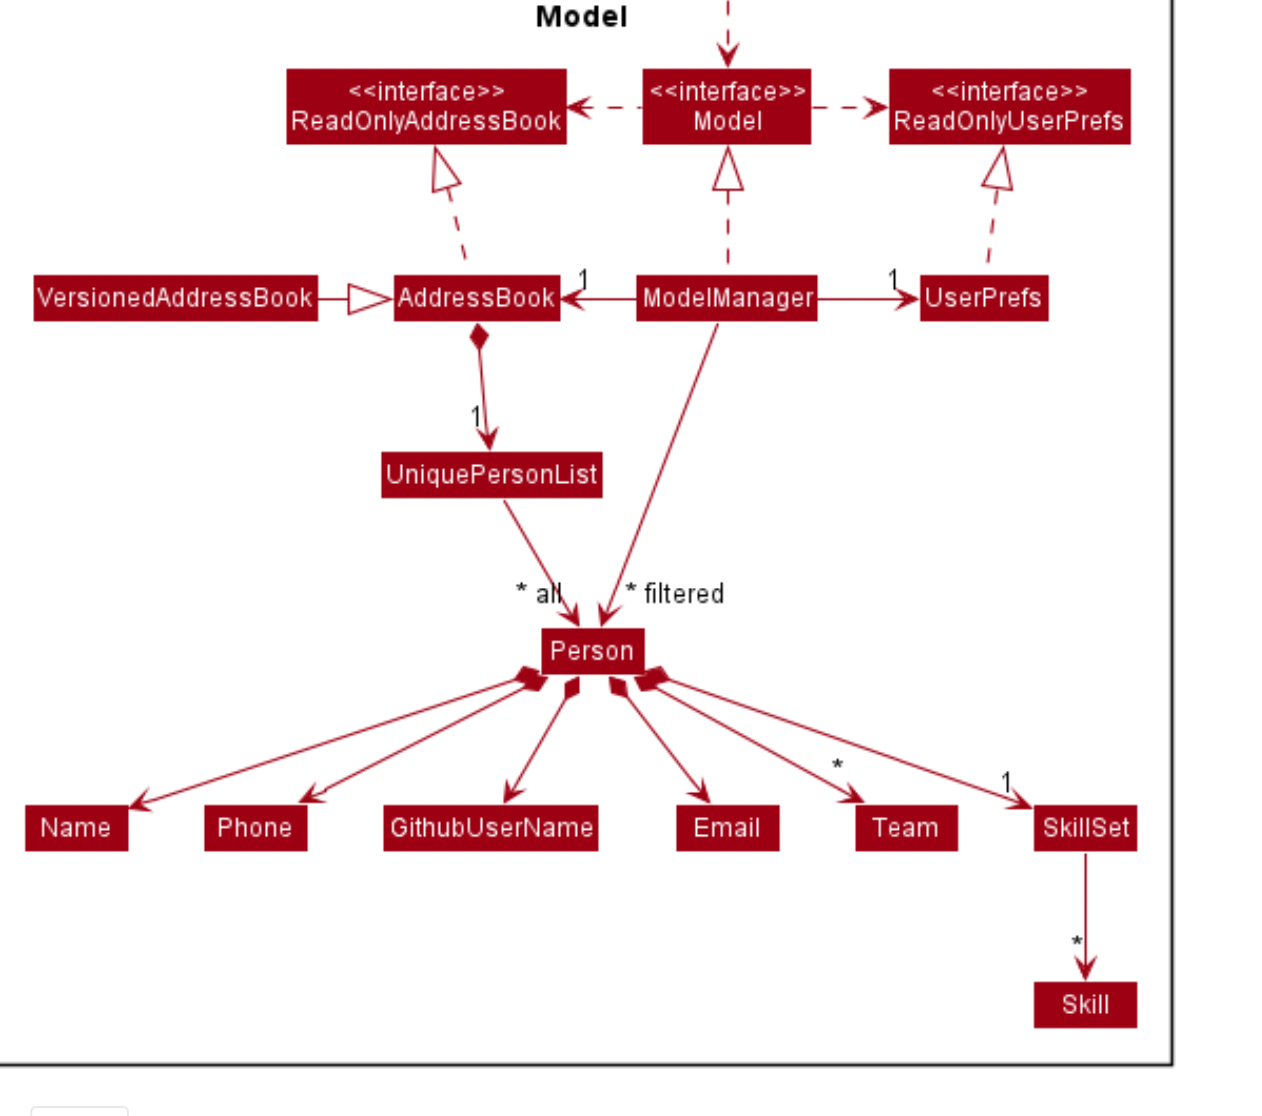 Model
<<interface>>
ReadOnlyAddressBook
<<interface>>
Model
<<interface>>
ReadOnlyUserPrefs
VersionedAddressBook
AddressBook
1
ModelManager
1
UserPrefs
1
UniquePersonList
* all
* filtered
Person
*
1
Name
Phone
GithubUserName
Email
Team
SkillSet
*
Skill